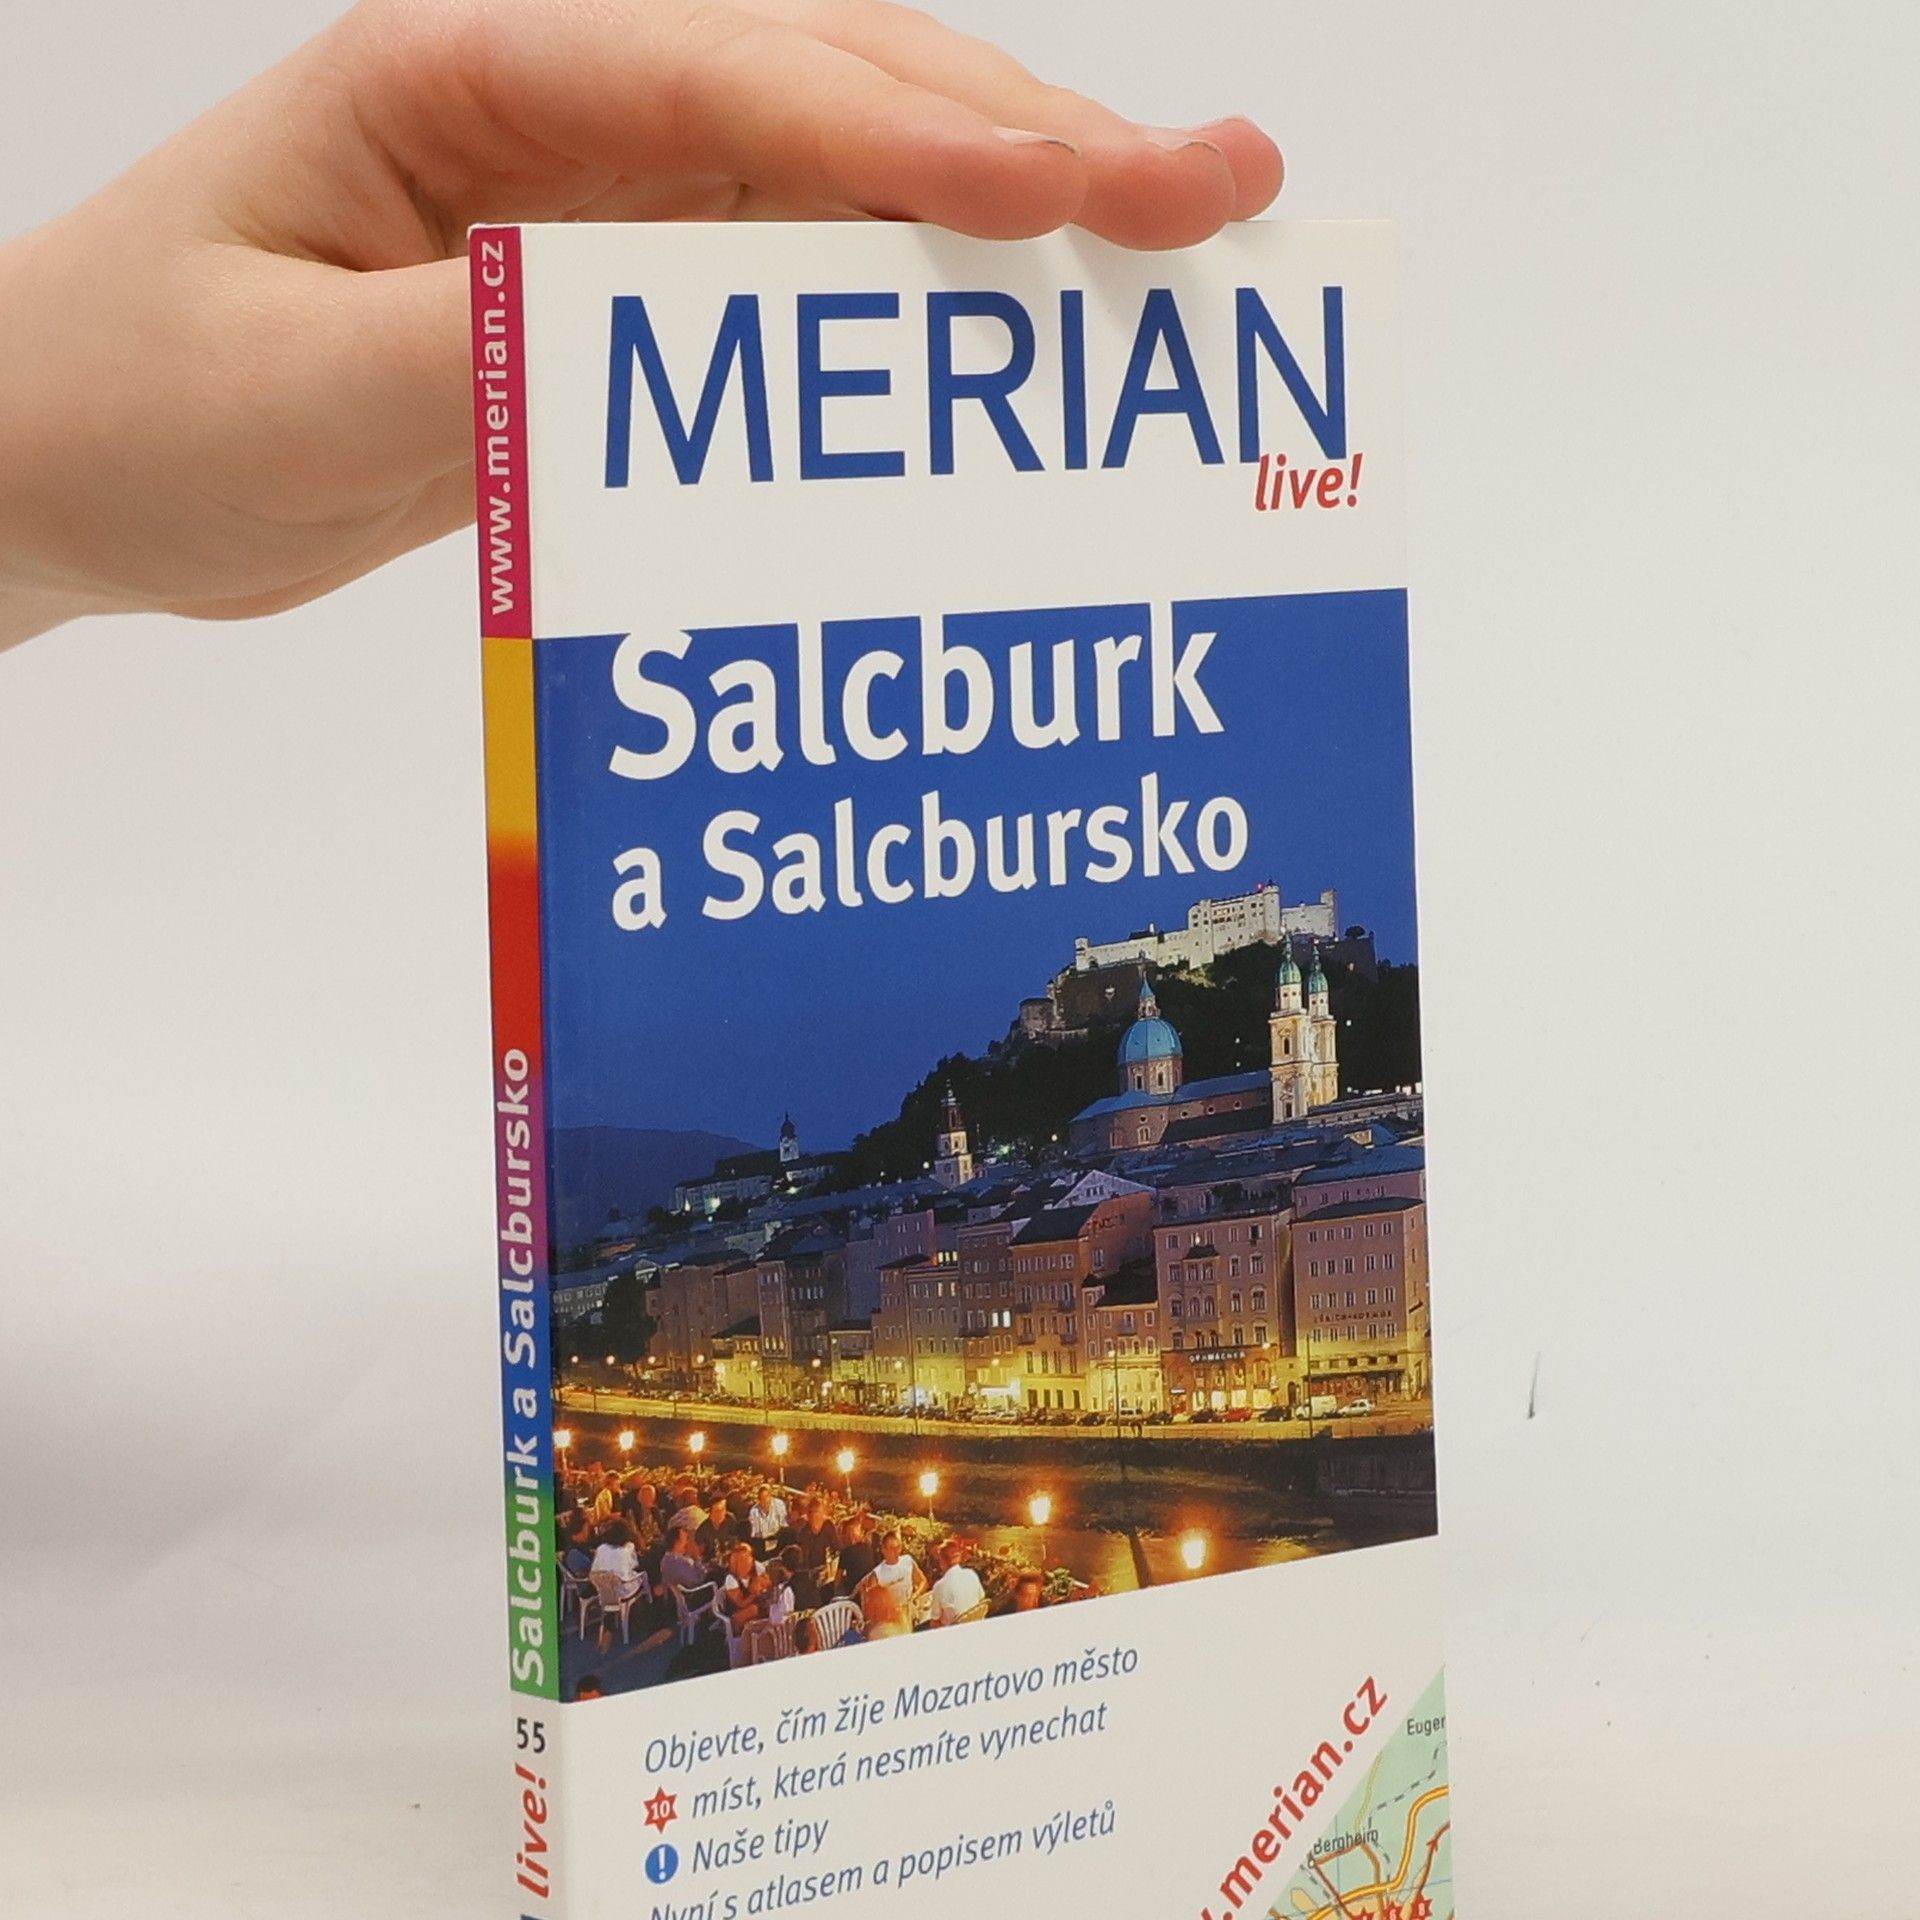 www.merian.cz
MERIAN
live!
Salcburk
a Salcbursko
Salcburk a Salcbursko
55
live!
Objevte, čím žije Mozartovo město
10 míst, která nesmíte vynechat
! Naše tipy
Nyní s atlasem a popisem výletů
.merian.cz
Bergheim